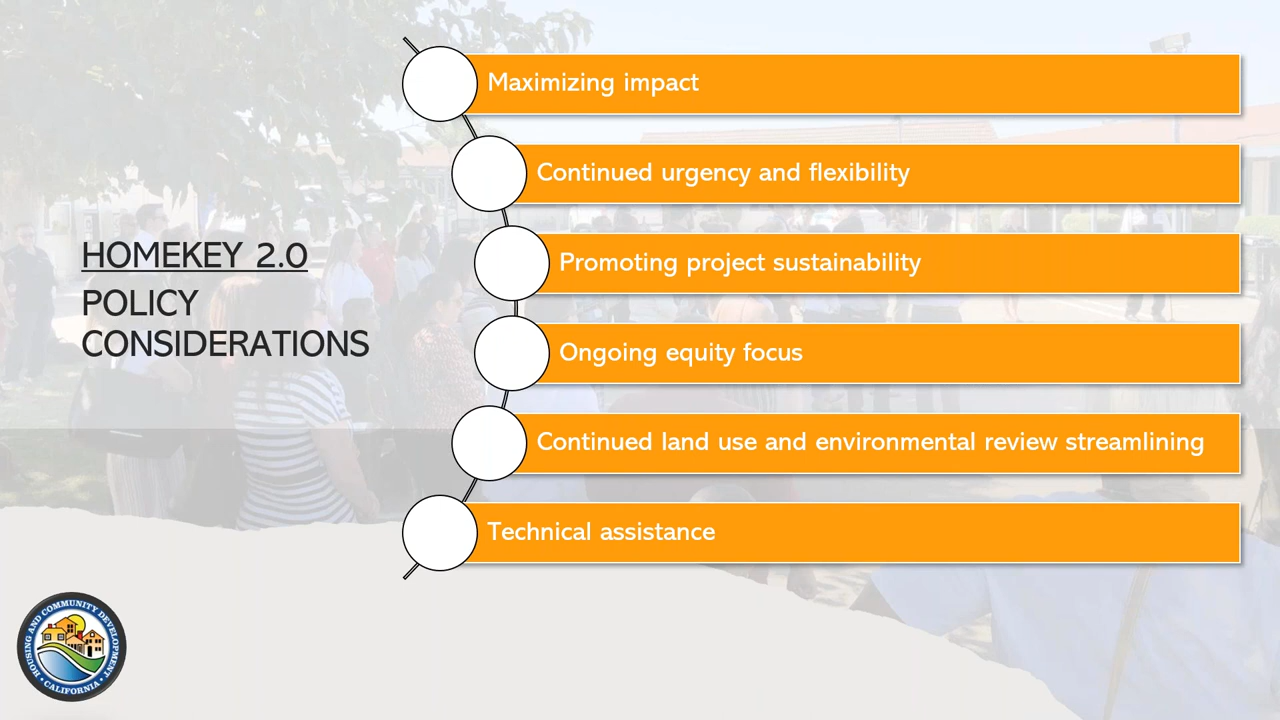 HOMEKEY 2.0
POLICY
CONSIDERATIONS
Maximizing impact
Continued urgency and flexibility
Promoting project sustainability
Ongoing equity focus
Continued land use and environmental review streamlining
Technical assistance
HOUSING AND COMMUNITY DEVELOPMENT
CALIFORNIA